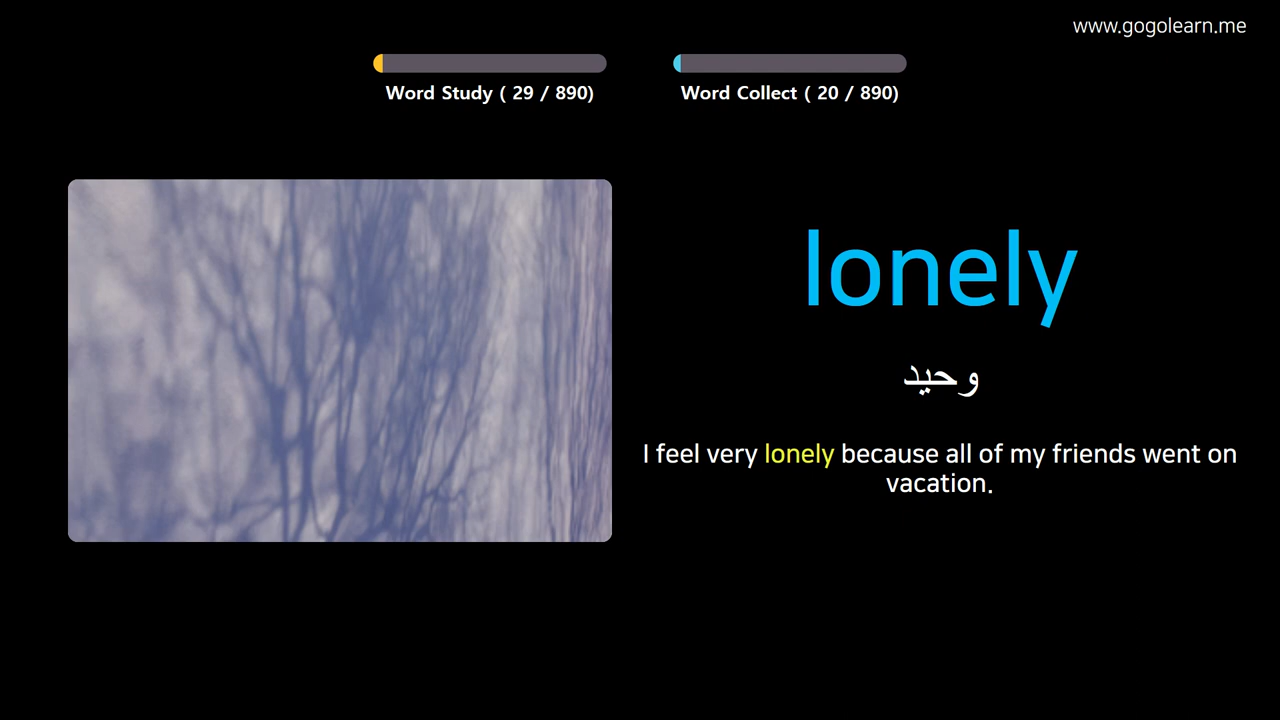 www.gogolearn.me
Word Study ( 29 / 890)
Word Collect ( 20 / 890)
lonely
وحيد
I feel very lonely because all of my friends went on
vacation.